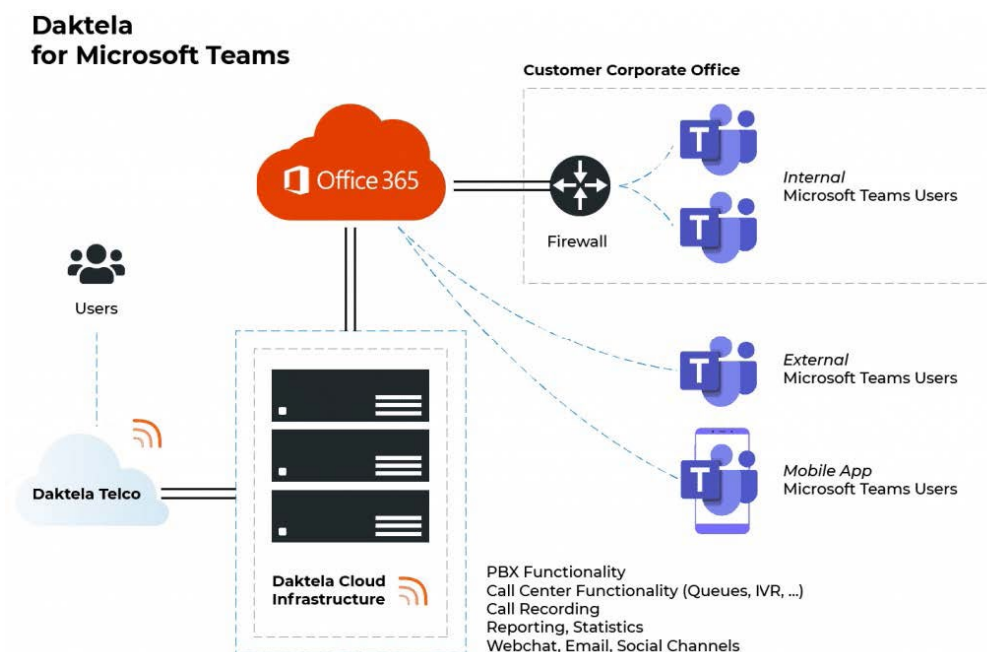 Daktela
for Microsoft Teams
Customer Corporate Office
Office 365
T
Internal
Microsoft Teams Users
T
Firewall
Users
T
External
Microsoft Teams Users
T
Mobile App
Microsoft Teams Users
Daktela Telco
Daktela Cloud
Infrastructure
PBX Functionality
Call Center Functionality (Queues, IVR, ...)
Call Recording
Reporting, Statistics
Webchat, Email, Social Channels